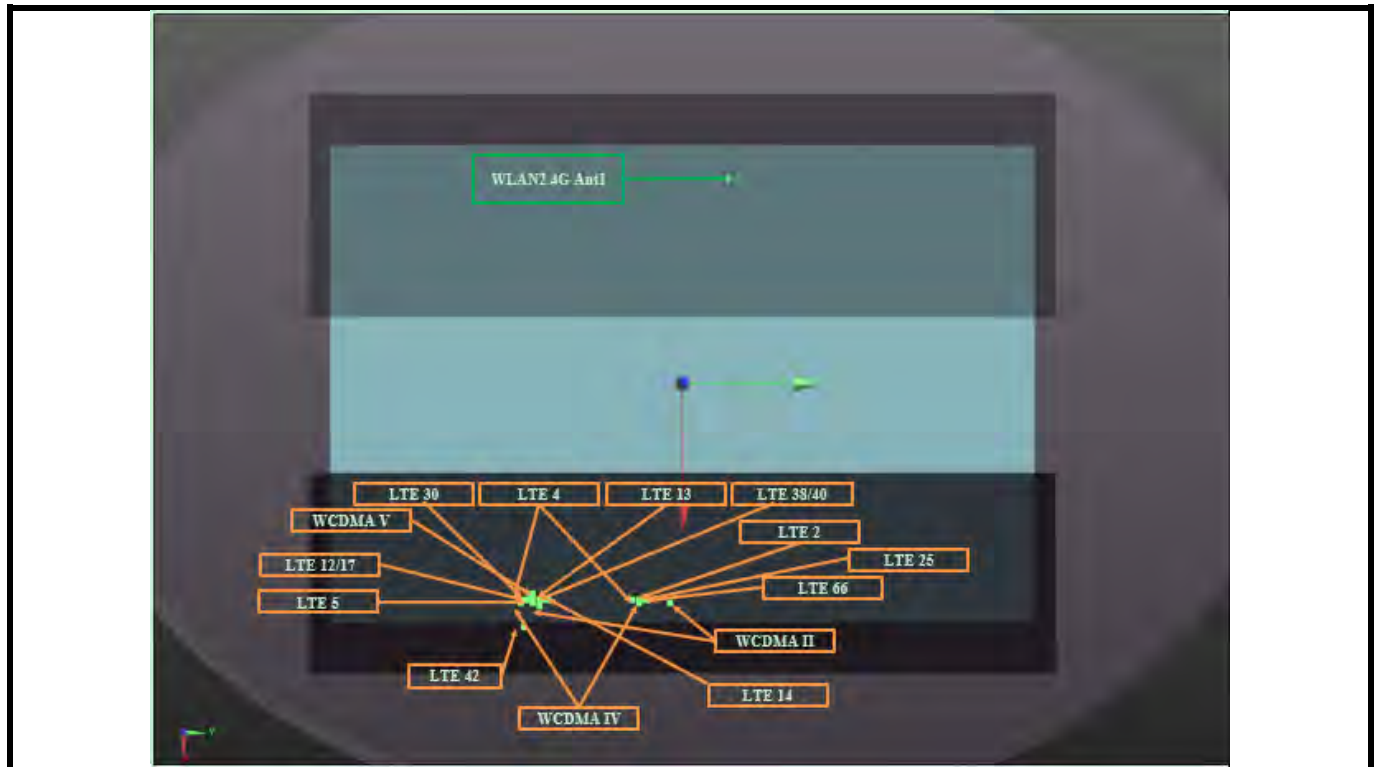 WLAN2.4G Ant1
LTE 30
LTE 4
LTE 13
LTE 38/40
WCDMA V
LTE 2
LTE 12/17
LTE 25
LTE 66
LTE 5
WCDMA II
LTE 42
LTE 14
WCDMA IV
Y